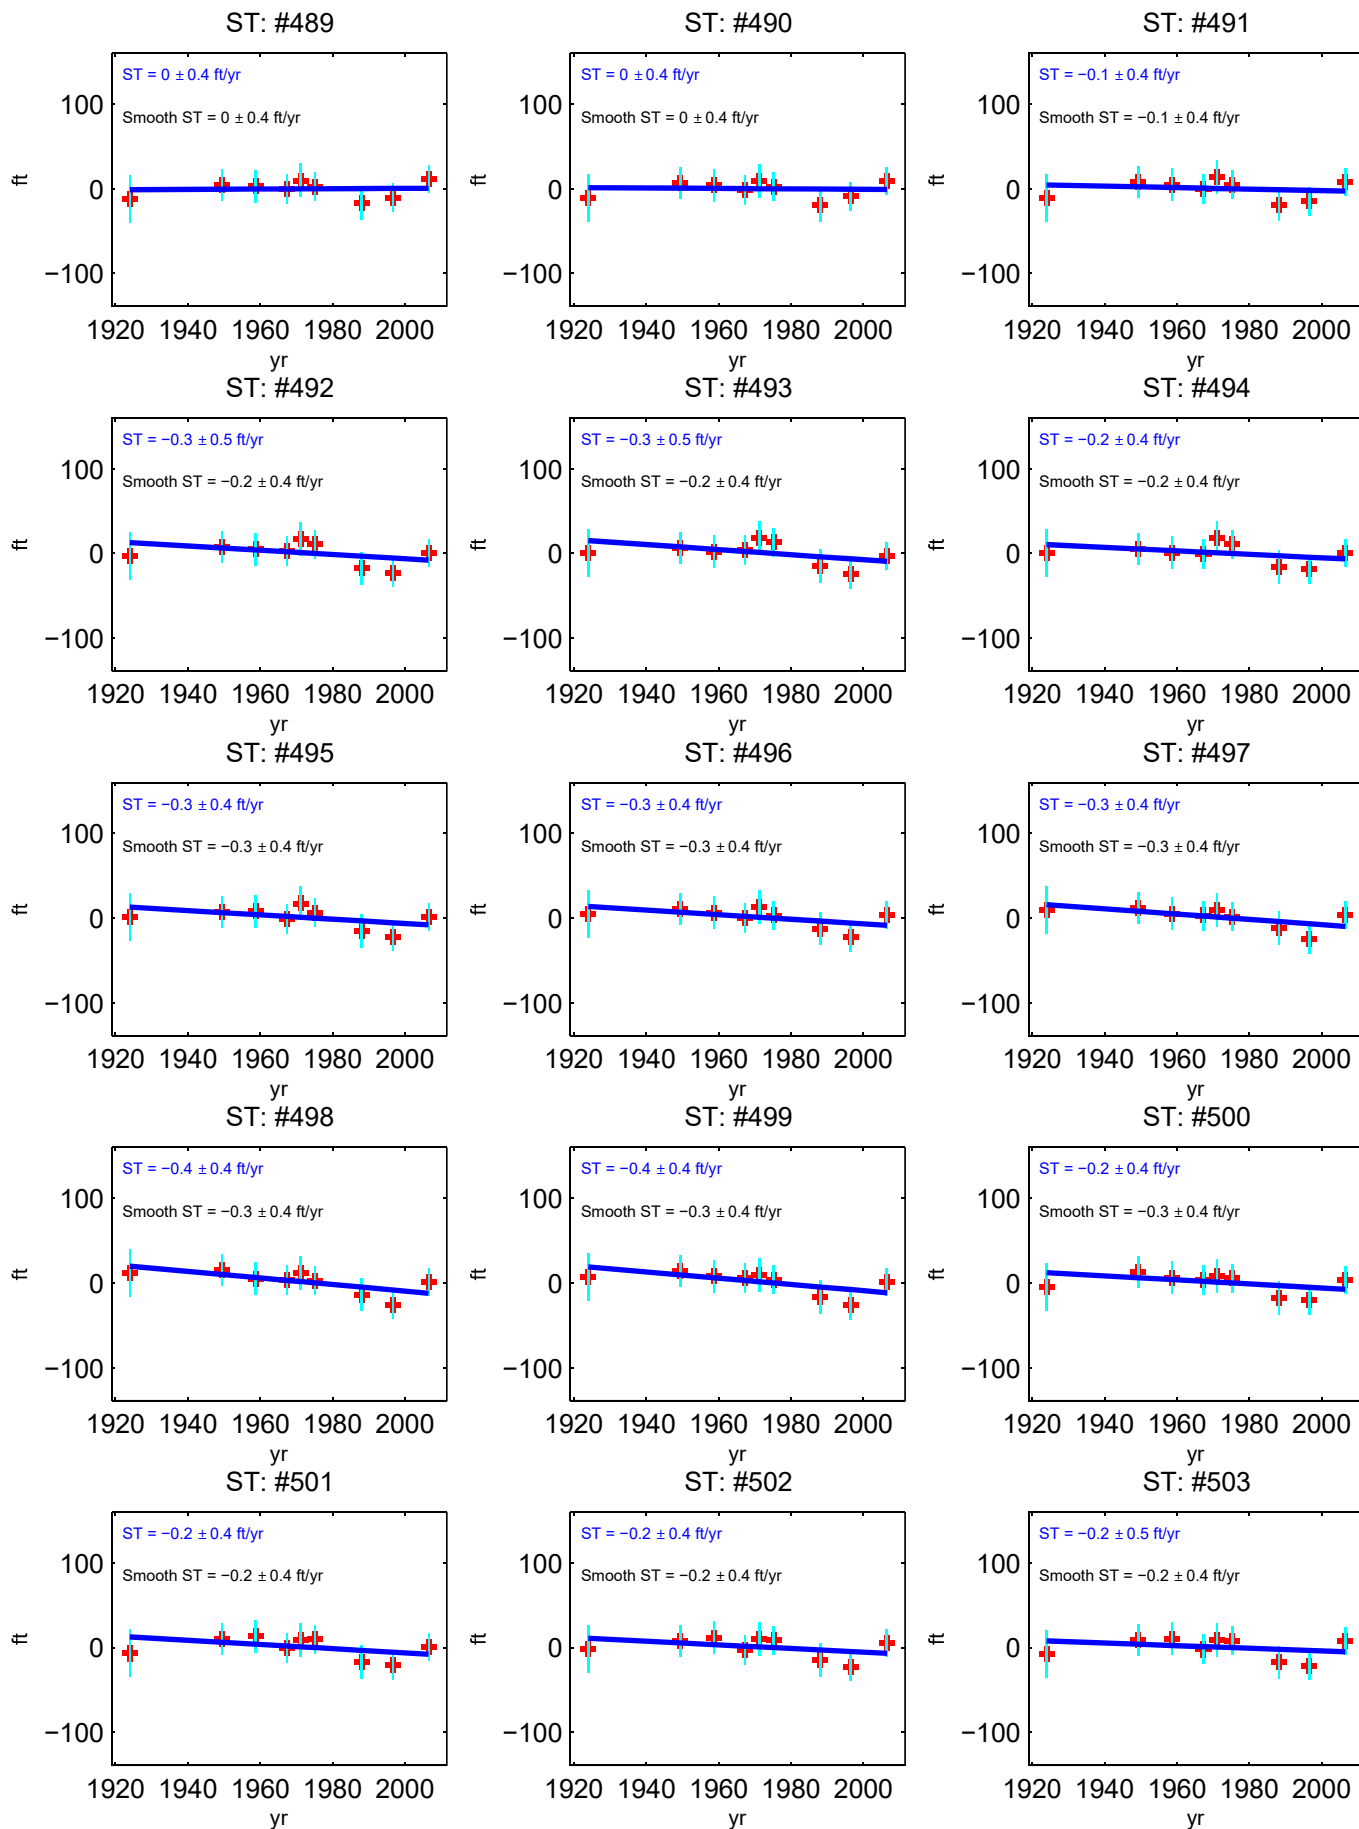 ST: #489 ST: #490 ST: #491
ST = 0 ± 0.4 ft/yr ST = 0 ± 0.4 ft/yr ST = −0.1 ± 0.4 ft/yr
100 100 100
Smooth ST = 0 ± 0.4 ft/yr Smooth ST = 0 ± 0.4 ft/yr Smooth ST = −0.1 ± 0.4 ft/yr
ft 0 ft 0 ft 0
−100 −100 −100
1920 1940 1960 1980 2000 1920 1940 1960 1980 2000 1920 1940 1960 1980 2000
yr yr yr
ST: #492 ST: #493 ST: #494
ST = −0.3 ± 0.5 ft/yr ST = −0.3 ± 0.5 ft/yr ST = −0.2 ± 0.4 ft/yr
100 100 100
Smooth ST = −0.2 ± 0.4 ft/yr Smooth ST = −0.2 ± 0.4 ft/yr Smooth ST = −0.2 ± 0.4 ft/yr
ft 0 ft 0 ft 0
−100 −100 −100
1920 1940 1960 1980 2000 1920 1940 1960 1980 2000 1920 1940 1960 1980 2000
yr yr yr
ST: #495 ST: #496 ST: #497
ST = −0.3 ± 0.4 ft/yr ST = −0.3 ± 0.4 ft/yr ST = −0.3 ± 0.4 ft/yr
100 100 100
Smooth ST = −0.3 ± 0.4 ft/yr Smooth ST = −0.3 ± 0.4 ft/yr Smooth ST = −0.3 ± 0.4 ft/yr
ft 0 ft 0 ft 0
−100 −100 −100
1920 1940 1960 1980 2000 1920 1940 1960 1980 2000 1920 1940 1960 1980 2000
yr yr yr
ST: #498 ST: #499 ST: #500
ST = −0.4 ± 0.4 ft/yr ST = −0.4 ± 0.4 ft/yr ST = −0.2 ± 0.4 ft/yr
100 100 100
Smooth ST = −0.3 ± 0.4 ft/yr Smooth ST = −0.3 ± 0.4 ft/yr Smooth ST = −0.3 ± 0.4 ft/yr
ft 0 ft 0 ft 0
−100 −100 −100
1920 1940 1960 1980 2000 1920 1940 1960 1980 2000 1920 1940 1960 1980 2000
yr yr yr
ST: #501 ST: #502 ST: #503
ST = −0.2 ± 0.4 ft/yr ST = −0.2 ± 0.4 ft/yr ST = −0.2 ± 0.5 ft/yr
100 100 100
Smooth ST = −0.2 ± 0.4 ft/yr Smooth ST = −0.2 ± 0.4 ft/yr Smooth ST = −0.2 ± 0.4 ft/yr
ft 0 ft 0 ft 0
−100 −100 −100
1920 1940 1960 1980 2000 1920 1940 1960 1980 2000 1920 1940 1960 1980 2000
yr yr yr